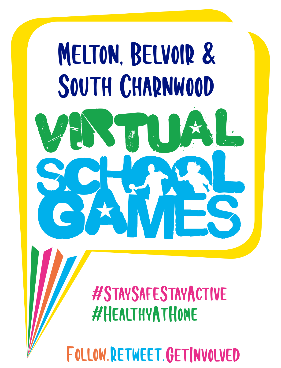 MELTON, BELVOIR &
SOUTH CHARNWOOD
VIRTUAL
SCHOOL
GAMES
#STAYSAFESTAYACTIVE
#HEALTHYATHOME
FOLLOW.RETWEET.GETINVOLVED